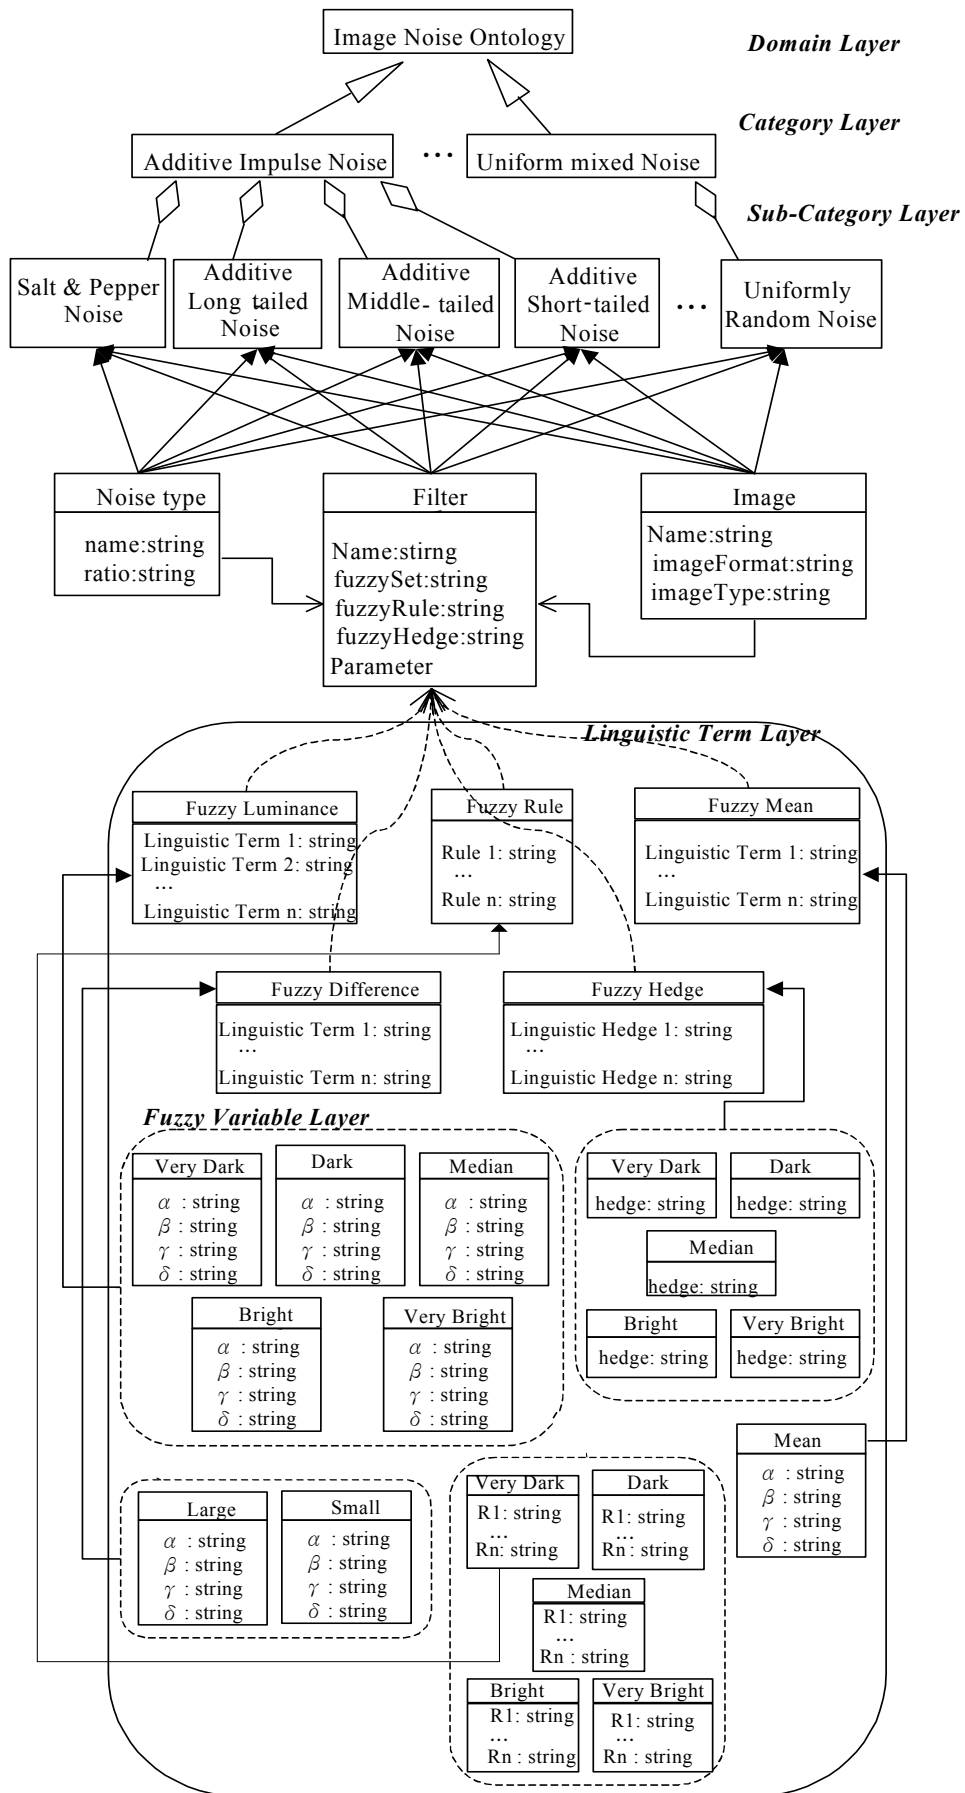 Image Noise Ontology
Domain Layer
Category Layer
Additive Impulse Noise
...
Uniform mixed Noise
Sub-Category Layer
Salt & Pepper
Noise
Additive
Long-tailed
Noise
Additive
Middle-tailed
Noise
Additive
Short-tailed
Noise
...
Uniformly
Random Noise
Noise type
name:string
ratio:string
Filter
Name:stirng
fuzzySet:string
fuzzyRule:string
fuzzyHedge:string
Parameter
Image
Name:string
imageFormat:string
imageType:string
Linguistic Term Layer
Fuzzy Luminance
Linguistic Term 1: string
Linguistic Term 2: string
...
Linguistic Term n: string
Fuzzy Rule
Rule 1: string
...
Rule n: string
Fuzzy Mean
Linguistic Term 1: string
...
Linguistic Term n: string
Fuzzy Difference
Linguistic Term 1: string
...
Linguistic Term n: string
Fuzzy Hedge
Linguistic Hedge 1: string
...
Linguistic Hedge n: string
Fuzzy Variable Layer
Very Dark
α : string
β : string
γ : string
δ : string
Dark
α : string
β : string
γ : string
δ : string
Median
α : string
β : string
γ : string
δ : string
Bright
α : string
β : string
γ : string
δ : string
Very Bright
α : string
β : string
γ : string
δ : string
Very Dark
hedge: string
Dark
hedge: string
Median
hedge: string
Bright
hedge: string
Very Bright
hedge: string
Mean
α : string
β : string
γ : string
δ : string
Large
α : string
β : string
γ : string
δ : string
Small
α : string
β : string
γ : string
δ : string
Very Dark
R1: string
...
Rn: string
Dark
R1: string
...
Rn: string
Median
R1: string
...
Rn: string
Bright
R1: string
...
Rn : string
Very Bright
R1: string
...
Rn : string